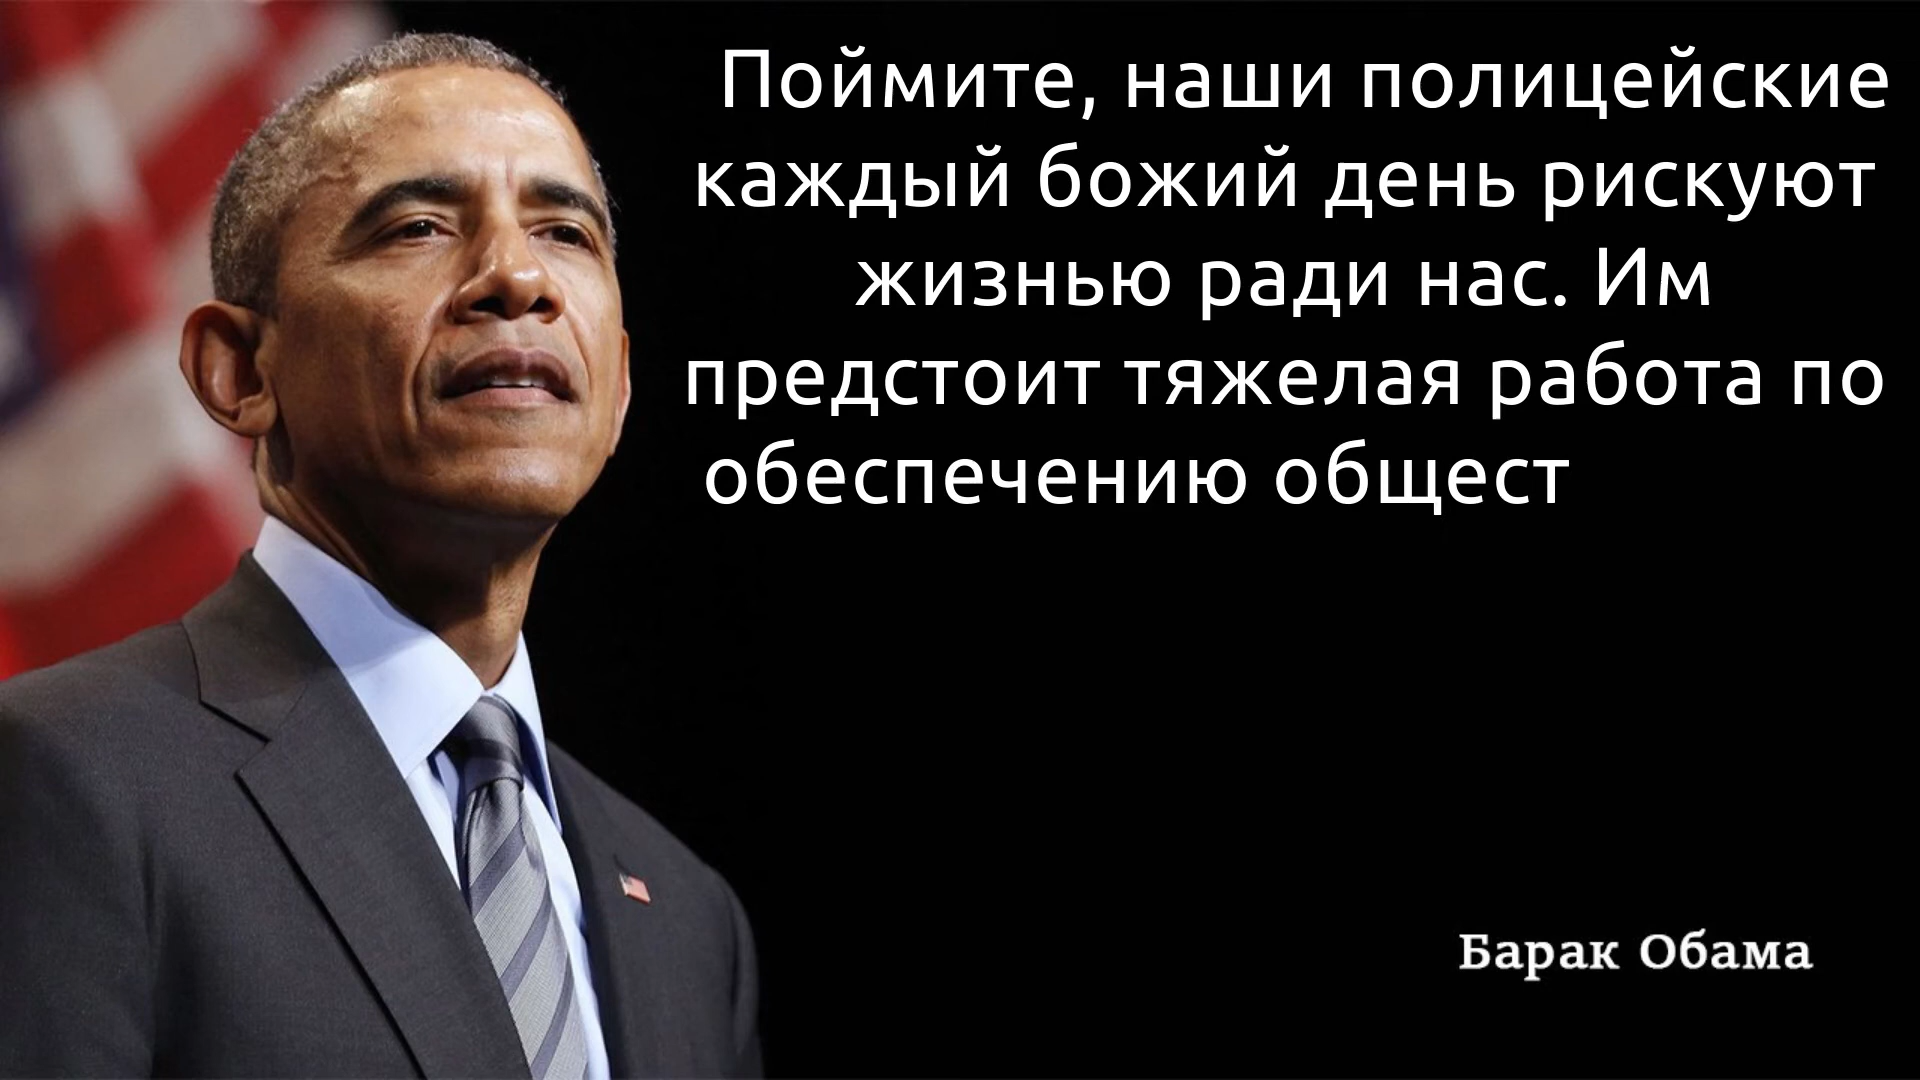 Поймите, наши полицейские
каждый божий день рискуют
жизнью ради нас. Им
предстоит тяжелая работа по
обеспечению общест
Барак Обама